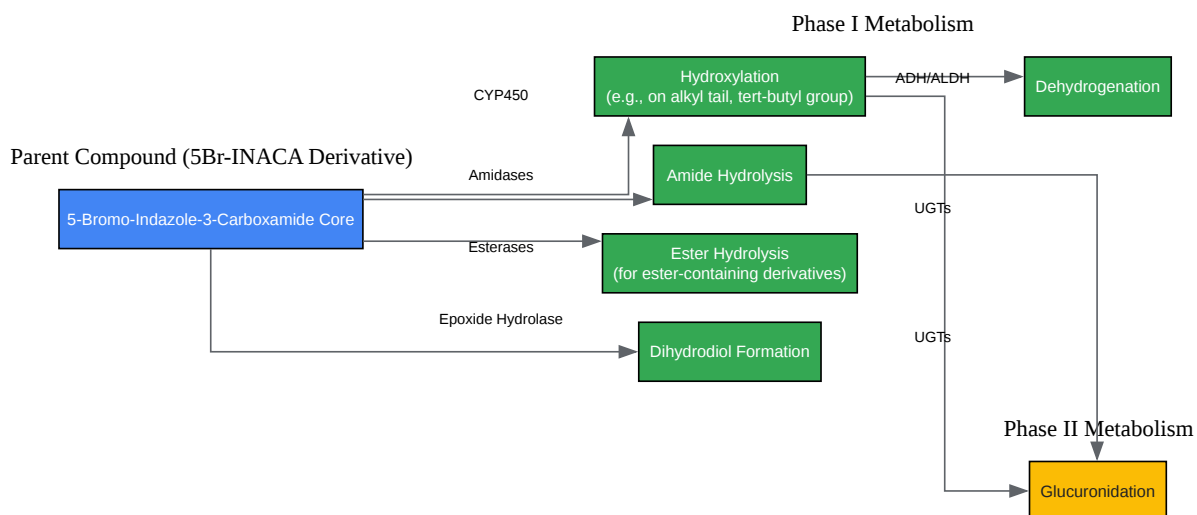 Phase I Metabolism
Hydroxylation
(e.g., on alkyl tail, tert-butyl group)
ADH/ALDH
Dehydrogenation
CYP450
Parent Compound (5Br-INACA Derivative)
Amidases
Amide Hydrolysis
5-Bromo-Indazole-3-Carboxamide Core
UGTs
Esterases
Ester Hydrolysis
(for ester-containing derivatives)
Epoxide Hydrolase
Dihydrodiol Formation
UGTs
Phase II Metabolism
Glucuronidation